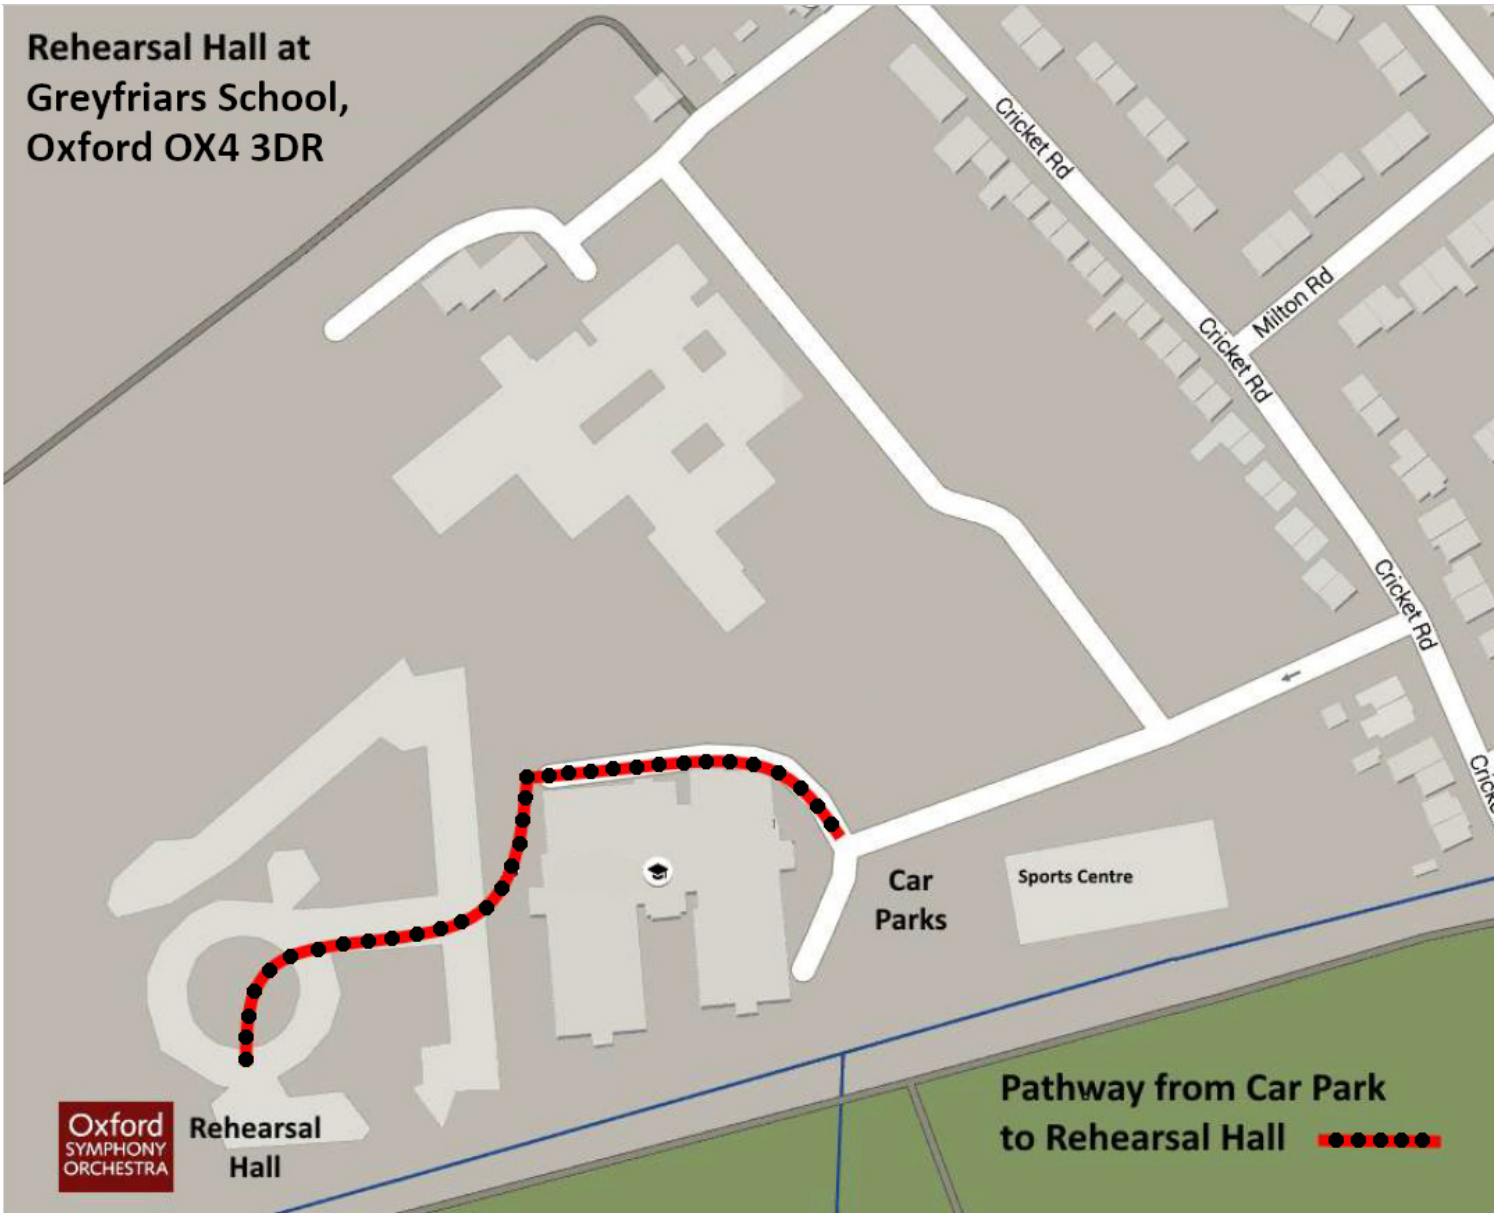 Rehearsal Hall at
Greyfriars School,
Oxford OX4 3DR
Cricket Rd
Milton Rd
Cricket Rd
Cricket Rd
Car
Parks
Sports Centre
Pathway from Car Park
to Rehearsal Hall
Oxford
SYMPHONY
ORCHESTRA
Rehearsal
Hall